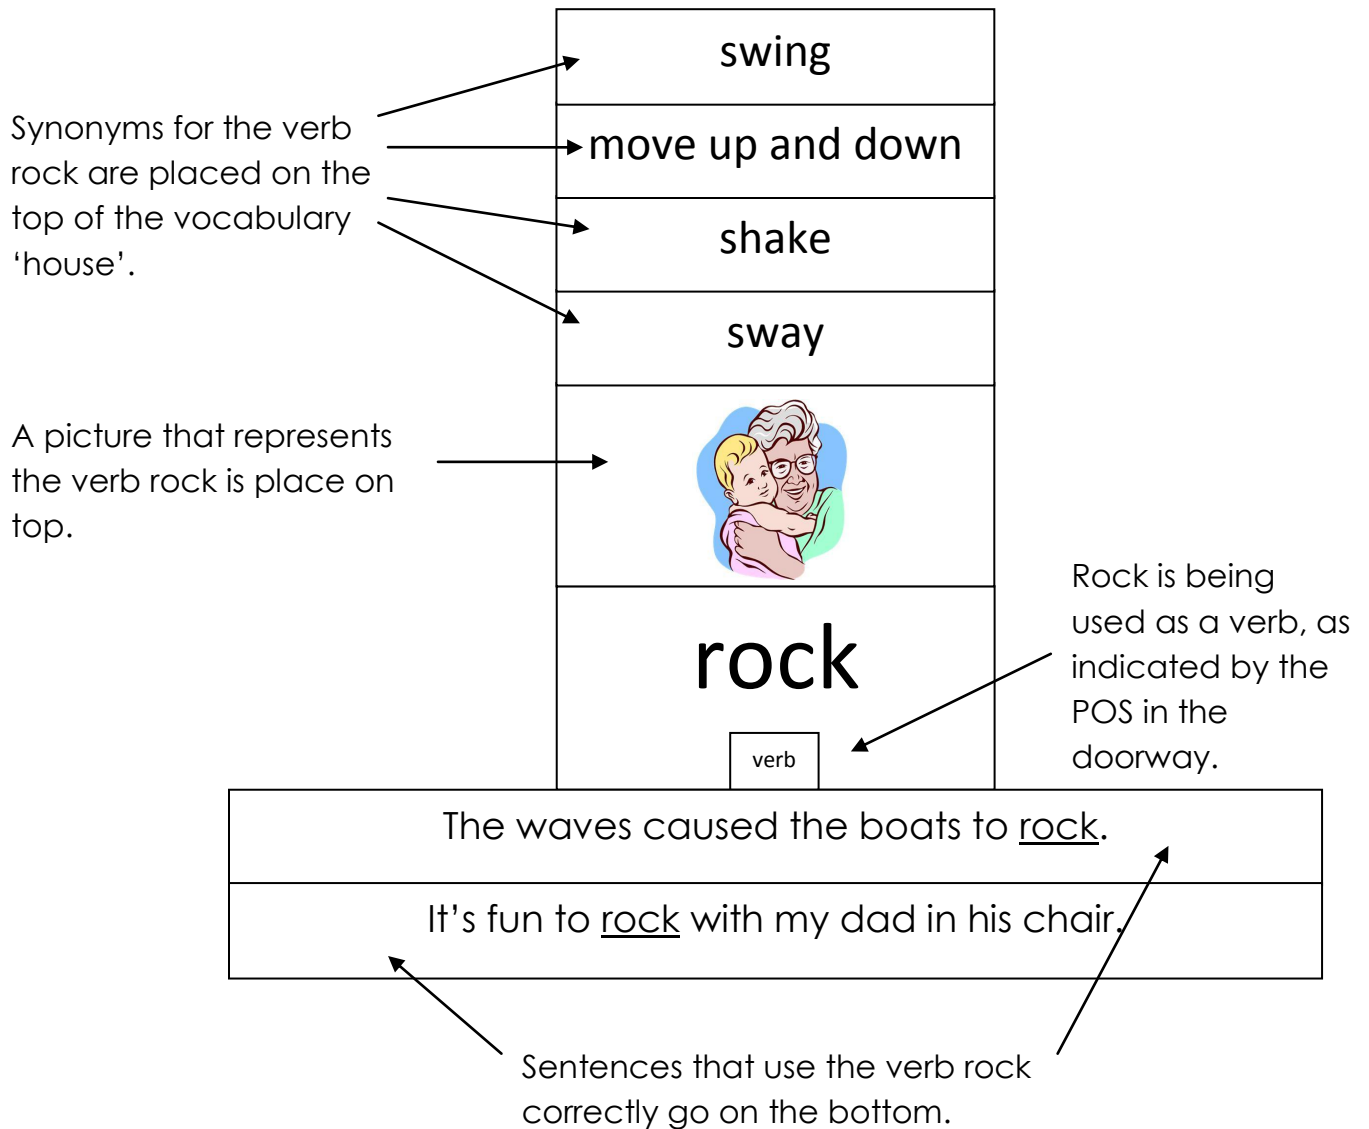 swing
move up and down
shake
sway
Synonyms for the verb
rock are placed on the
top of the vocabulary
‘house’.
A picture that represents
the verb rock is place on
top.
rock
verb
Rock is being
used as a verb, as
indicated by the
POS in the
doorway.
The waves caused the boats to rock.
It’s fun to rock with my dad in his chair.
Sentences that use the verb rock
correctly go on the bottom.